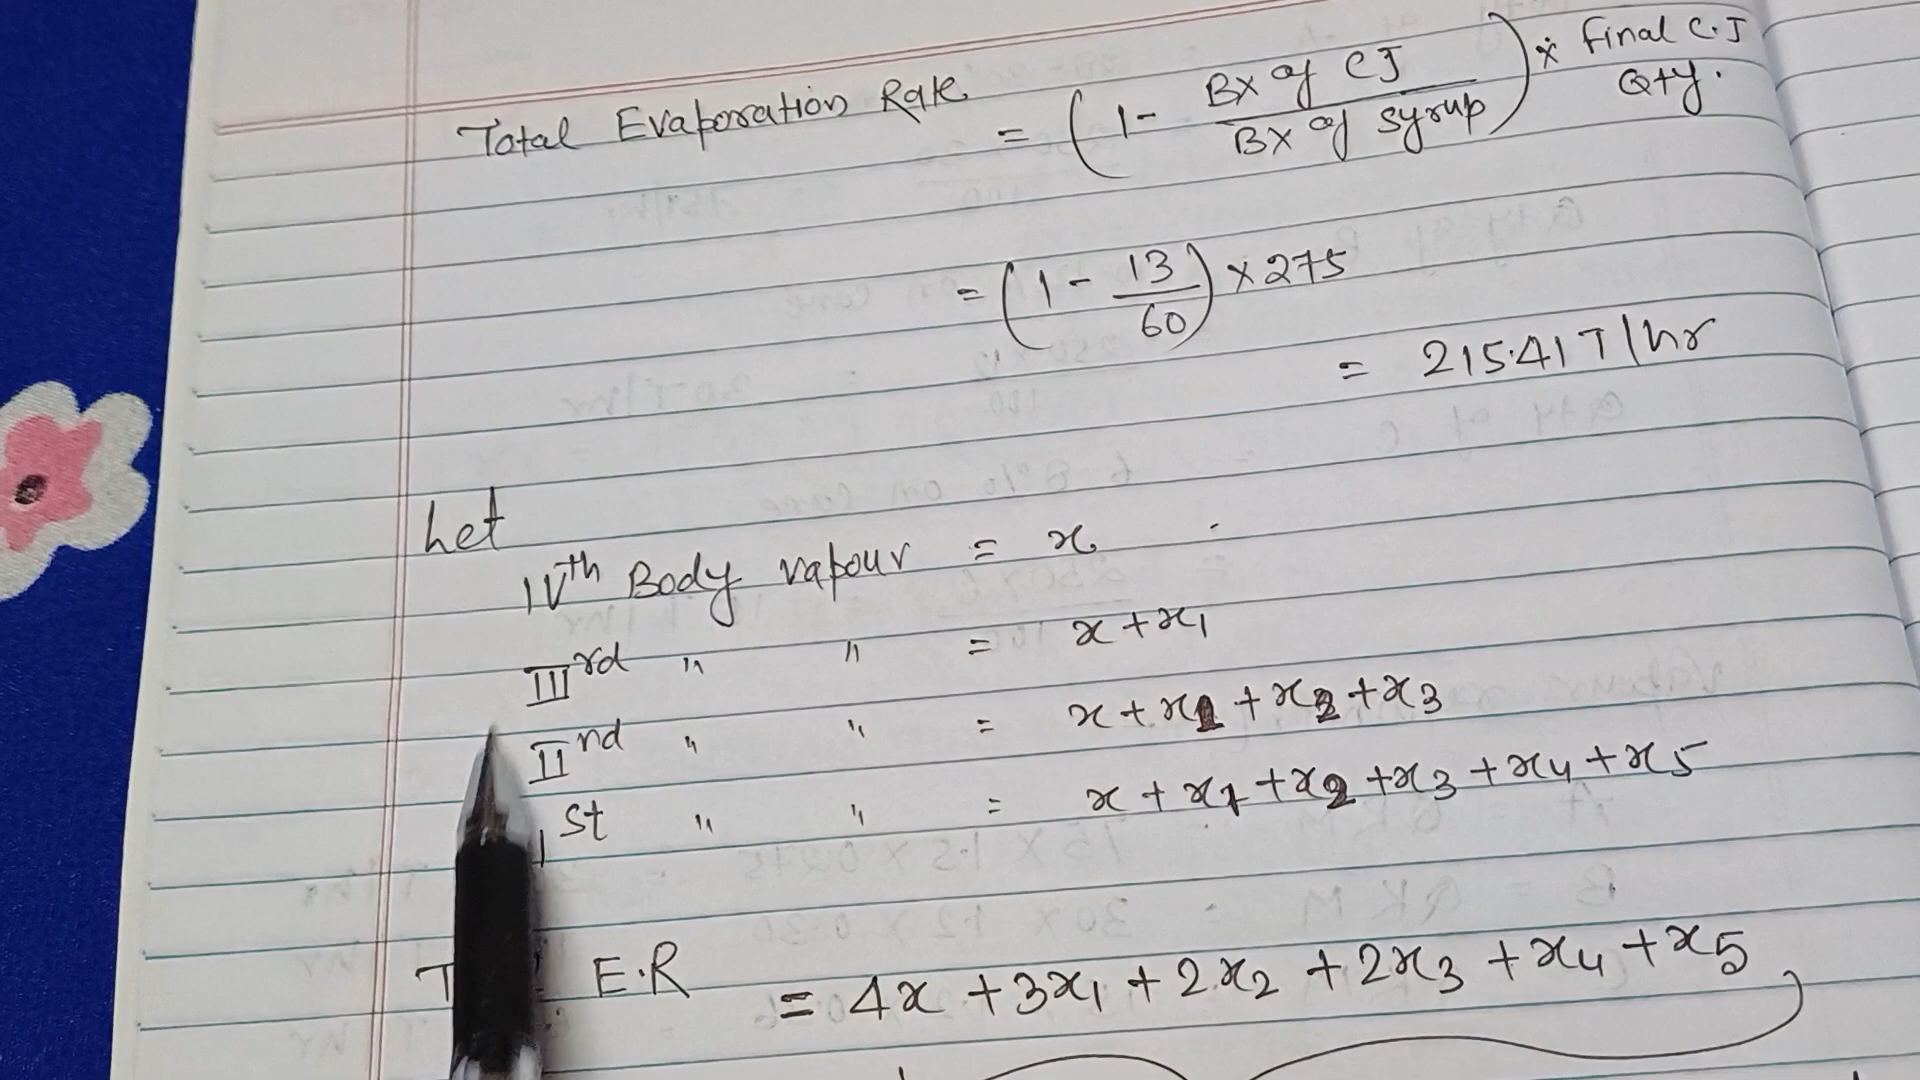 Total Evaporation Rate = (1 - Bx of CJ / Bx of syrup) × Final C.J Qty.
= (1 - 13/60) × 275
= 215.41 T/hr
Let
IVth Body vapour = x
IIIrd " " = x + x1
IInd " " = x + x1 + x2 + x3
Ist " " = x + x1 + x2 + x3 + x4 + x5
E.R = 4x + 3x1 + 2x2 + 2x3 + x4 + x5